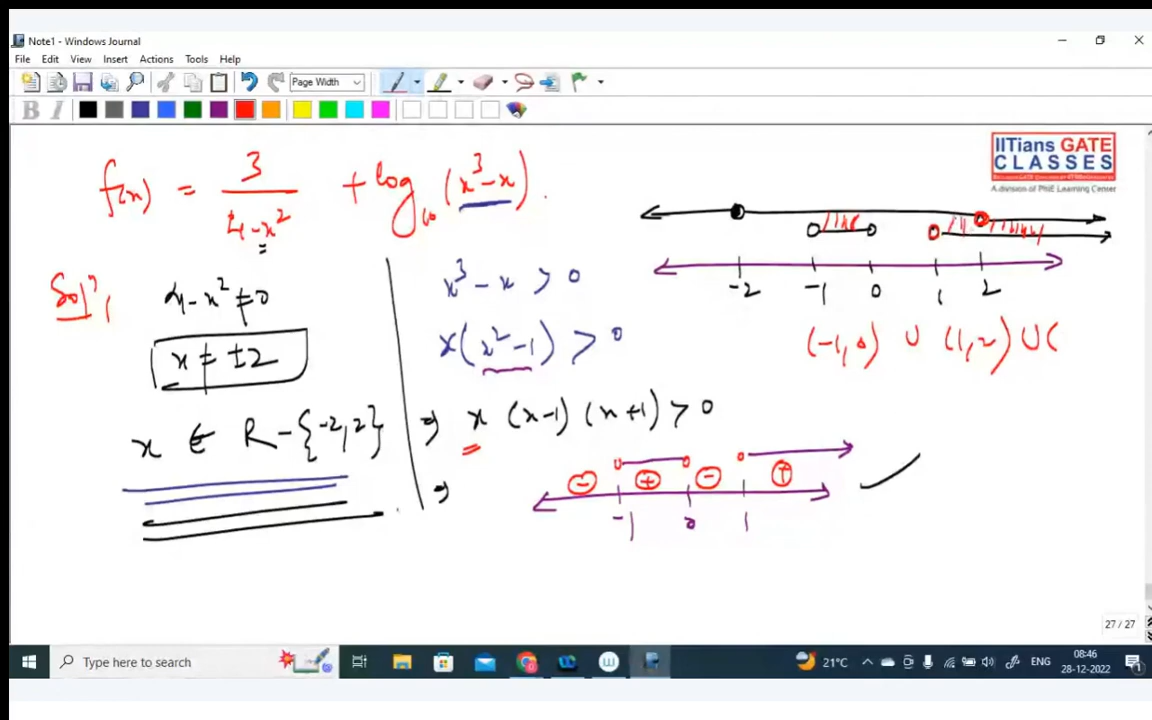 Note1 - Windows Journal
File Edit View Insert Actions Tools Help
Page Width
B I
IITians GATE
CLASSES
A division of PhIE Learning Center
f(x) = 3/(4-x²) + log₁₀ (x³-x).
Solⁿ,
4-x² ≠ 0
x ≠ ±2
x ∈ R - {-2,2}
x³ - x > 0
x(x²-1) > 0
⇒ x (x-1) (x+1) > 0
⇒
- + - +
-1 0 1
-2 -1 0 1 2
(-1,0) ∪ (1,2) ∪ (
27 / 27
Type here to search
21°C
ENG
08:46
28-12-2022
1